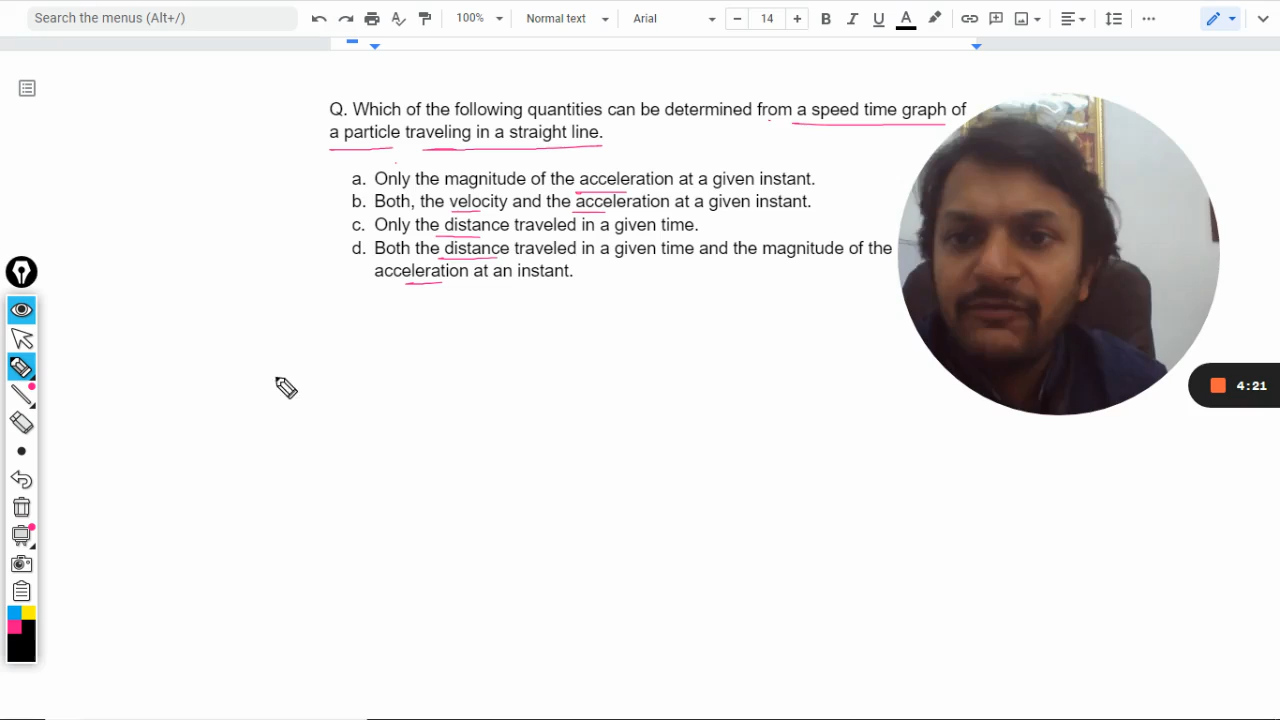 Search the menus (Alt+/)
100%
Normal text
Arial
14
B I U A
Q. Which of the following quantities can be determined from a speed time graph of
a particle traveling in a straight line.
a. Only the magnitude of the acceleration at a given instant.
b. Both, the velocity and the acceleration at a given instant.
c. Only the distance traveled in a given time.
d. Both the distance traveled in a given time and the magnitude of the
acceleration at an instant.
4:21